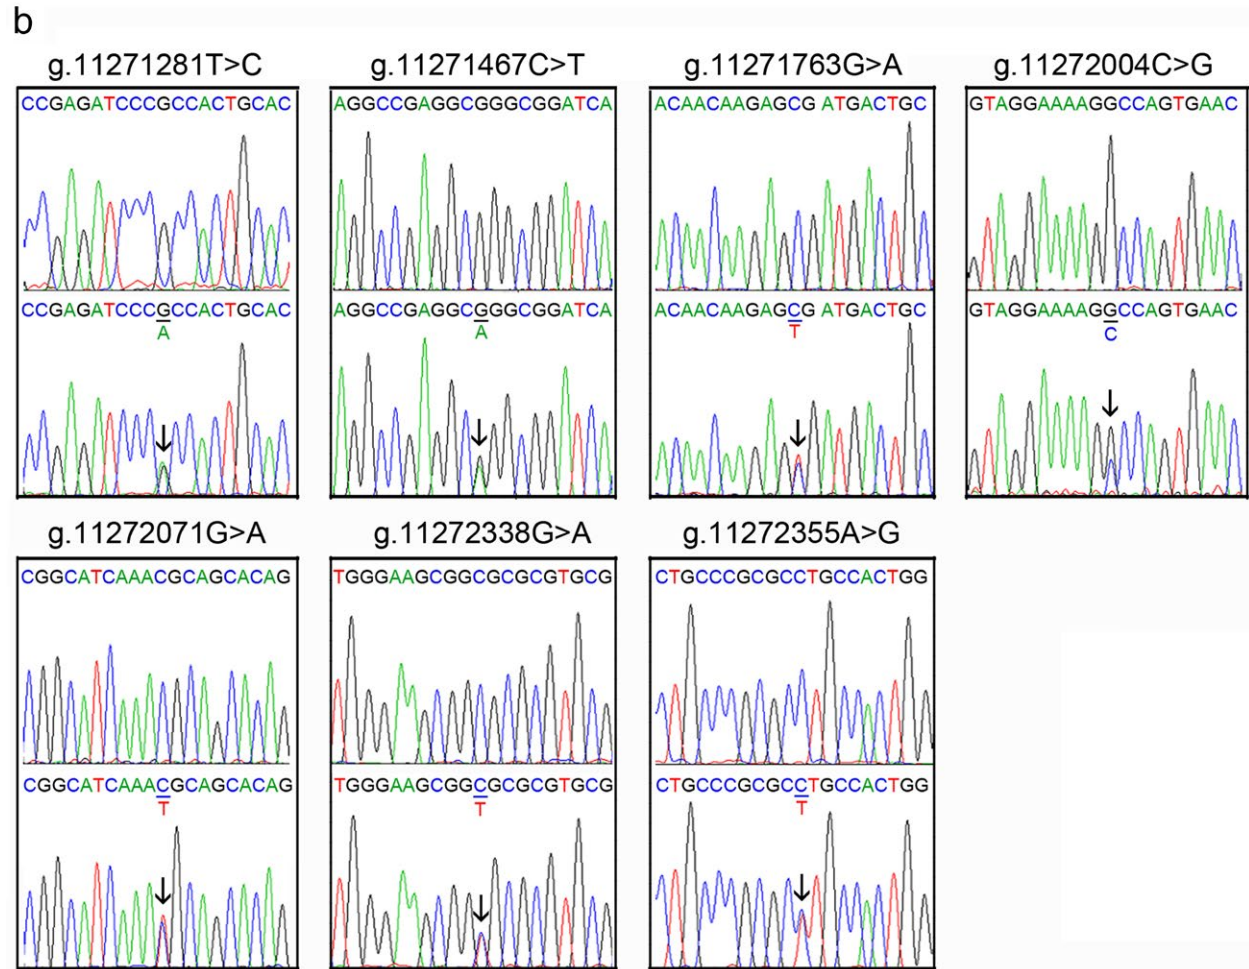 b
g.11271281T>C
g.11271467C>T
g.11271763G>A
g.11272004C>G
CCGAGATCCCGCCACTGCAC
AGGCCGAGGCGGGCGGATCA
ACAACAAGAGCG ATGACTGC
GTAGGAAAAGGCCAGTGAAC
CCGAGATCCCGCCACTGCAC
AGGCCGAGGCGGGCGGATCA
ACAACAAGAGCG ATGACTGC
GTAGGAAAAGGCCAGTGAAC
A
A
T
C
g.11272071G>A
g.11272338G>A
g.11272355A>G
CGGCATCAAACGCAGCACAG
TGGGAAGCGGCGCGCGTGCG
CTGCCCGCGCCTGCCACTGG
CGGCATCAAACGCAGCACAG
TGGGAAGCGGCGCGCGTGCG
CTGCCCGCGCCTGCCACTGG
T
T
T